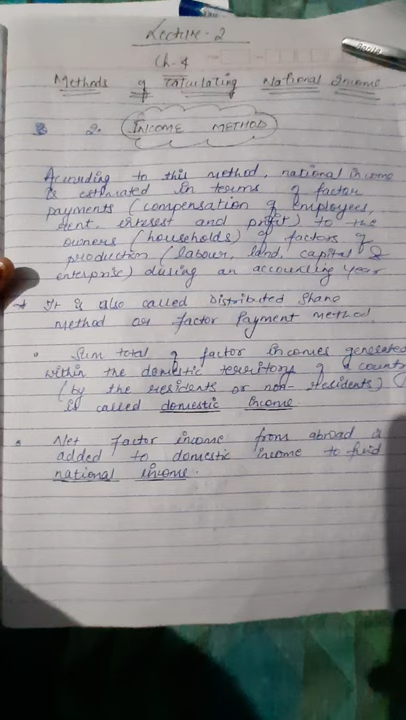 Lecture - 2
Ch-4
Methods of calculating National Income
2. INCOME METHOD
According to this method, national income
is estimated in terms of factor
payments (compensation of employees,
rent, interest and profit) to the
owners (households) of factors of
production (labour, land, capital &
enterprise) during an accounting year
It is also called Distributed Share
method or Factor Payment method.
Sum total of factor incomes generated
within the domestic territory of a country
(by the residents or non-residents)
is called domestic income.
Net factor income from abroad is
added to domestic income to find
national income.